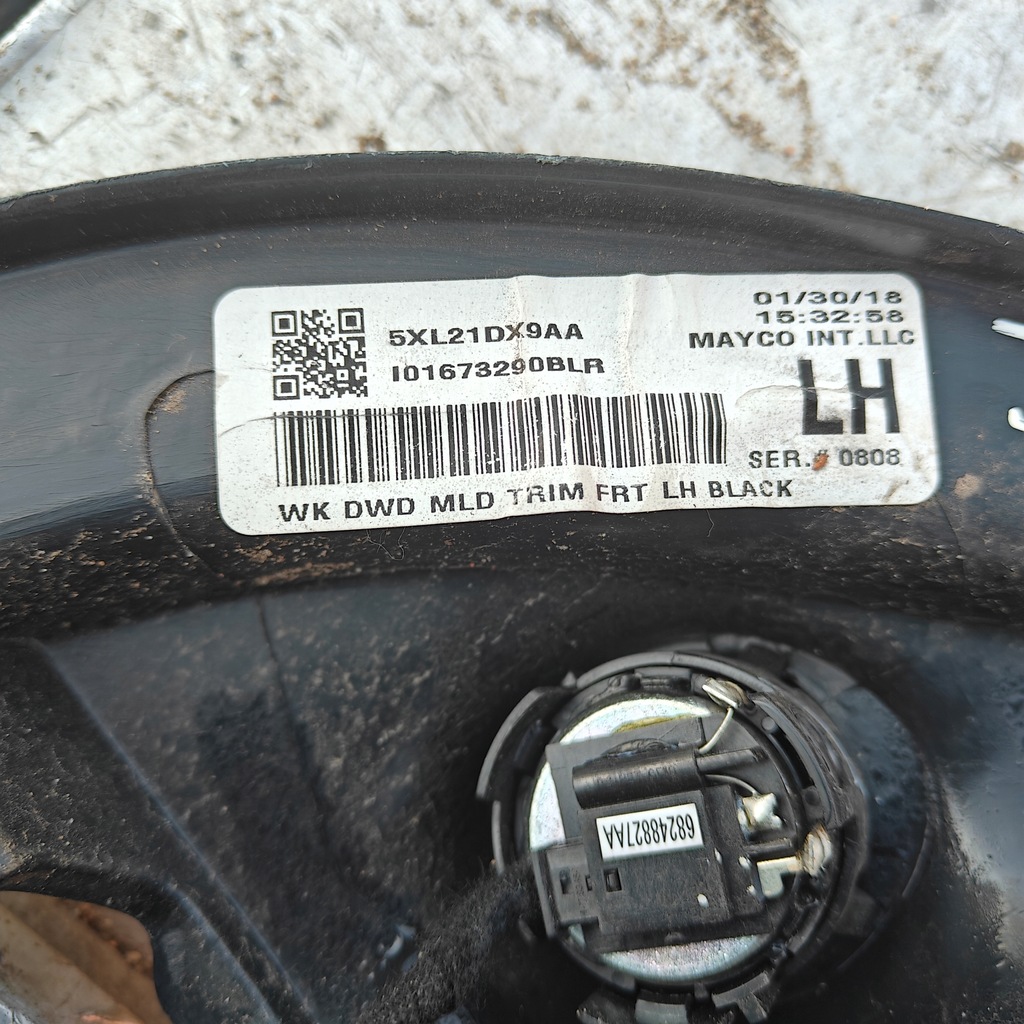 01/30/18
15:32:58
5XL21DX9AA
MAYCO INT.LLC
I01673290BLR
LH
SER.# 0808
WK DWD MLD TRIM FRT LH BLACK
68248827AA